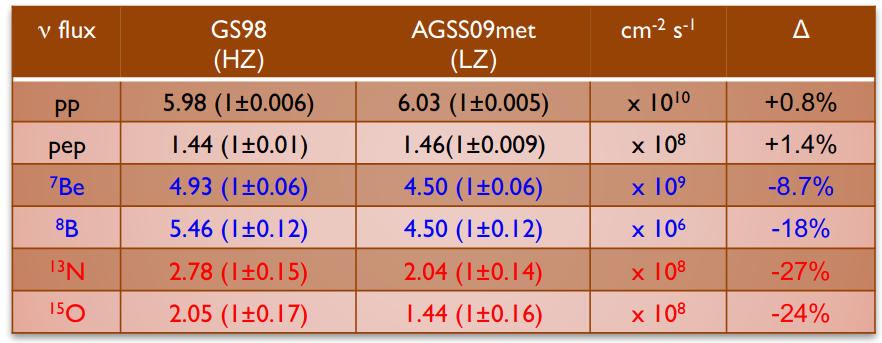 ν flux GS98 (HZ) AGSS09met (LZ) cm⁻² s⁻¹ Δ
pp 5.98 (1±0.006) 6.03 (1±0.005) x 10¹⁰ +0.8%
pep 1.44 (1±0.01) 1.46(1±0.009) x 10⁸ +1.4%
⁷Be 4.93 (1±0.06) 4.50 (1±0.06) x 10⁹ -8.7%
⁸B 5.46 (1±0.12) 4.50 (1±0.12) x 10⁶ -18%
¹³N 2.78 (1±0.15) 2.04 (1±0.14) x 10⁸ -27%
¹⁵O 2.05 (1±0.17) 1.44 (1±0.16) x 10⁸ -24%